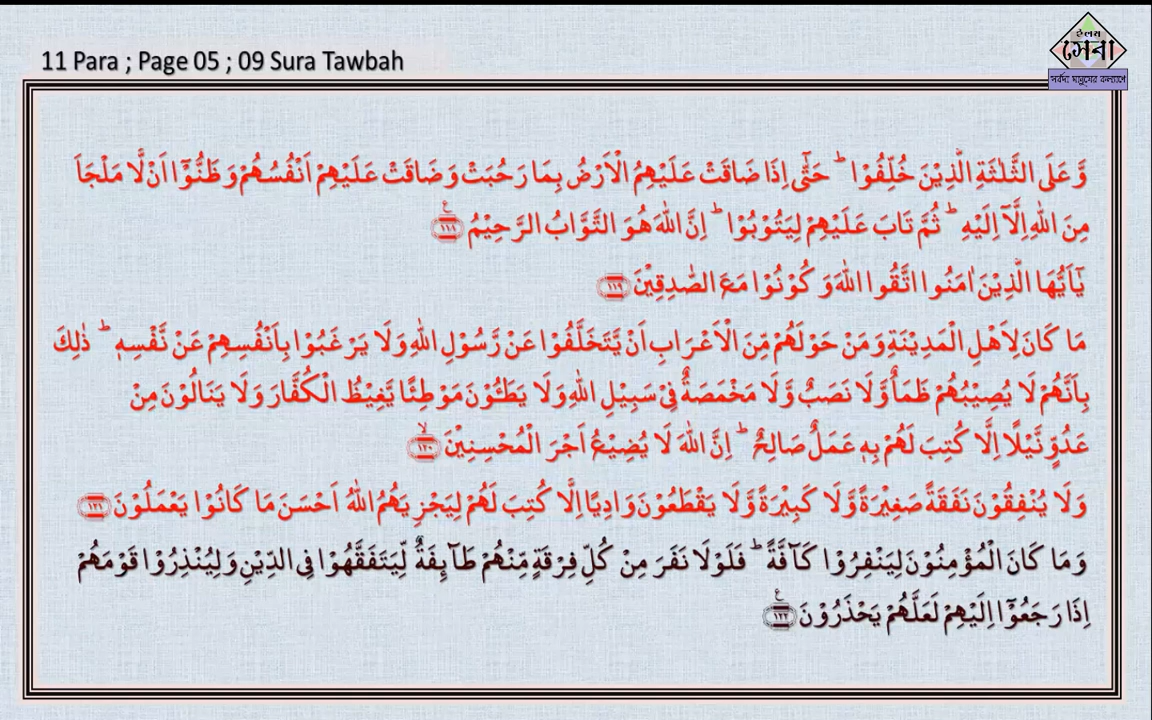 11 Para ; Page 05 ; 09 Sura Tawbah
ইলম
সেবা
সর্বদা মানুষের কল্যাণে
وَّ عَلَى الثَّلٰثَةِ الَّذِيْنَ خُلِّفُوْا ؕ حَتّٰۤى اِذَا ضَاقَتْ عَلَيْهِمُ الْاَرْضُ بِمَا رَحُبَتْ وَ ضَاقَتْ عَلَيْهِمْ اَنْفُسُهُمْ وَ ظَنُّوْۤا اَنْ لَّا مَلْجَاَ
مِنَ اللّٰهِ اِلَّاۤ اِلَيْهِ ؕ ثُمَّ تَابَ عَلَيْهِمْ لِيَتُوْبُوْا ؕ اِنَّ اللّٰهَ هُوَ التَّوَّابُ الرَّحِيْمُ ﴿۱۱۸﴾ ع
يٰۤاَيُّهَا الَّذِيْنَ اٰمَنُوا اتَّقُوا اللّٰهَ وَ كُوْنُوْا مَعَ الصّٰدِقِيْنَ ﴿۱۱۹﴾
مَا كَانَ لِاَهْلِ الْمَدِيْنَةِ وَ مَنْ حَوْلَهُمْ مِّنَ الْاَعْرَابِ اَنْ يَّتَخَلَّفُوْا عَنْ رَّسُوْلِ اللّٰهِ وَ لَا يَرْغَبُوْا بِاَنْفُسِهِمْ عَنْ نَّفْسِهٖ ؕ ذٰلِكَ
بِاَنَّهُمْ لَا يُصِيْبُهُمْ ظَمَاٌ وَّ لَا نَصَبٌ وَّ لَا مَخْمَصَةٌ فِيْ سَبِيْلِ اللّٰهِ وَ لَا يَطَـُٔوْنَ مَوْطِئًا يَّغِيْظُ الْكُفَّارَ وَ لَا يَنَالُوْنَ مِنْ
عَدُوٍّ نَّيْلًا اِلَّا كُتِبَ لَهُمْ بِهٖ عَمَلٌ صَالِحٌ ؕ اِنَّ اللّٰهَ لَا يُضِيْعُ اَجْرَ الْمُحْسِنِيْنَ ﴿۱۲۰﴾ ۙ
وَ لَا يُنْفِقُوْنَ نَفَقَةً صَغِيْرَةً وَّ لَا كَبِيْرَةً وَّ لَا يَقْطَعُوْنَ وَادِيًا اِلَّا كُتِبَ لَهُمْ لِيَجْزِيَهُمُ اللّٰهُ اَحْسَنَ مَا كَانُوْا يَعْمَلُوْنَ ﴿۱۲۱﴾
وَ مَا كَانَ الْمُؤْمِنُوْنَ لِيَنْفِرُوْا كَآفَّةً ؕ فَلَوْ لَا نَفَرَ مِنْ كُلِّ فِرْقَةٍ مِّنْهُمْ طَآىِٕفَةٌ لِّيَتَفَقَّهُوْا فِي الدِّيْنِ وَ لِيُنْذِرُوْا قَوْمَهُمْ
اِذَا رَجَعُوْۤا اِلَيْهِمْ لَعَلَّهُمْ يَحْذَرُوْنَ ﴿۱۲۲﴾ ع